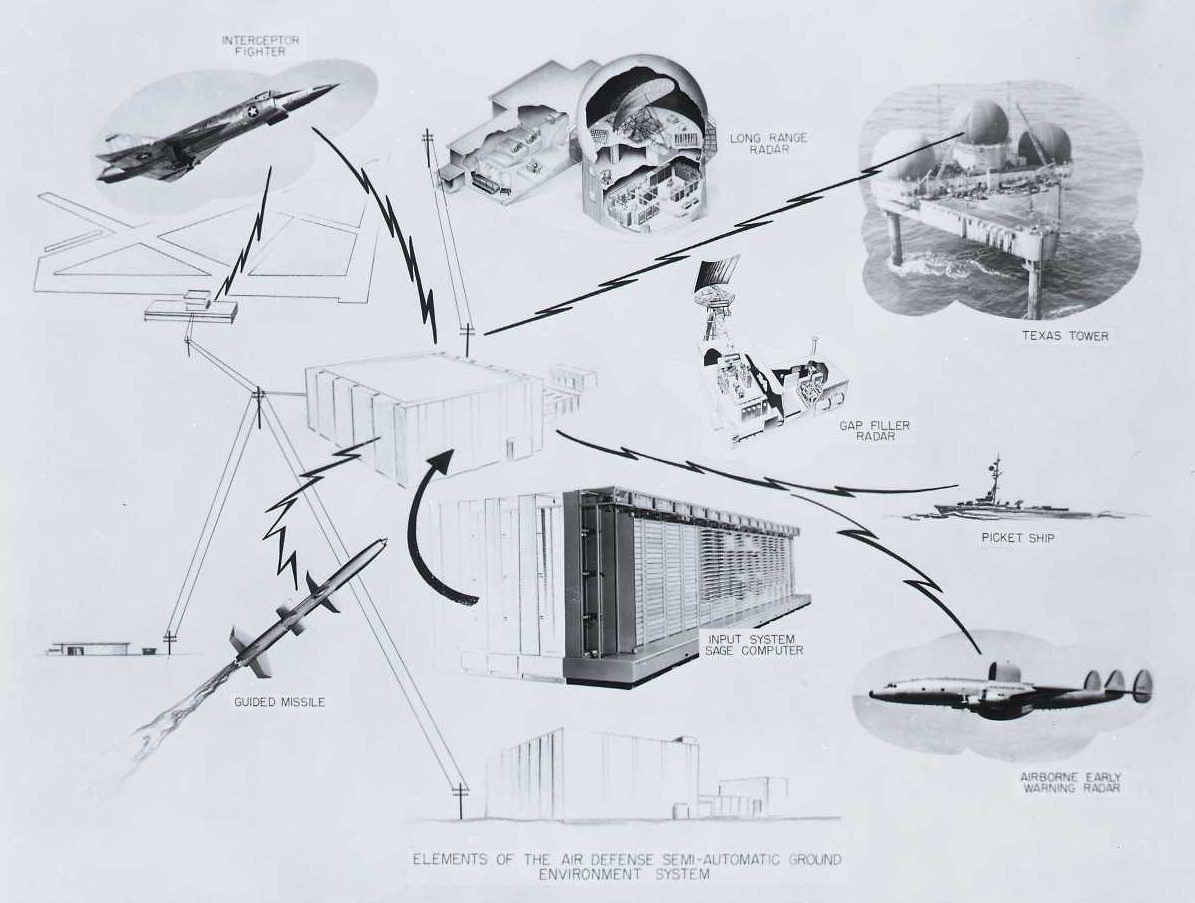 INTERCEPTOR
FIGHTER
LONG RANGE
RADAR
TEXAS TOWER
GAP FILLER
RADAR
PICKET SHIP
INPUT SYSTEM
SAGE COMPUTER
GUIDED MISSILE
AIRBORNE EARLY
WARNING RADAR
ELEMENTS OF THE AIR DEFENSE SEMI-AUTOMATIC GROUND
ENVIRONMENT SYSTEM